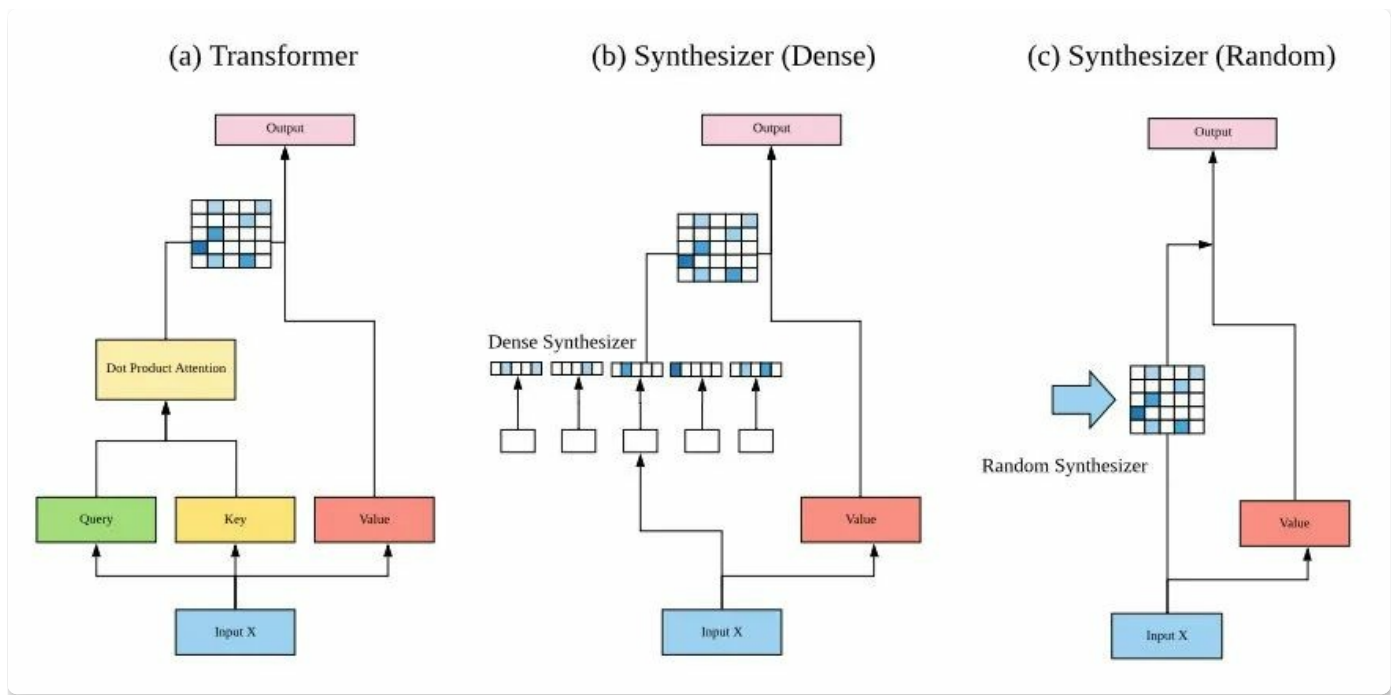 (a) Transformer
Output
Dot Product Attention
Query
Key
Value
Input X
(b) Synthesizer (Dense)
Output
Dense Synthesizer
Value
Input X
(c) Synthesizer (Random)
Output
Random Synthesizer
Value
Input X